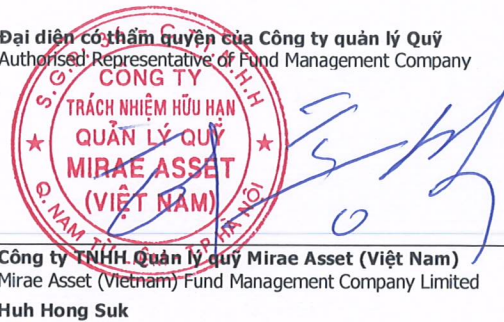 Đại diện có thẩm quyền của Công ty quản lý Quỹ
Authorised Representative of Fund Management Company
CÔNG TY
TRÁCH NHIỆM HỮU HẠN
QUẢN LÝ QUỸ
MIRAE ASSET
(VIỆT NAM)
Công ty TNHH Quản lý quỹ Mirae Asset (Việt Nam)
Mirae Asset (Vietnam) Fund Management Company Limited
Huh Hong Suk